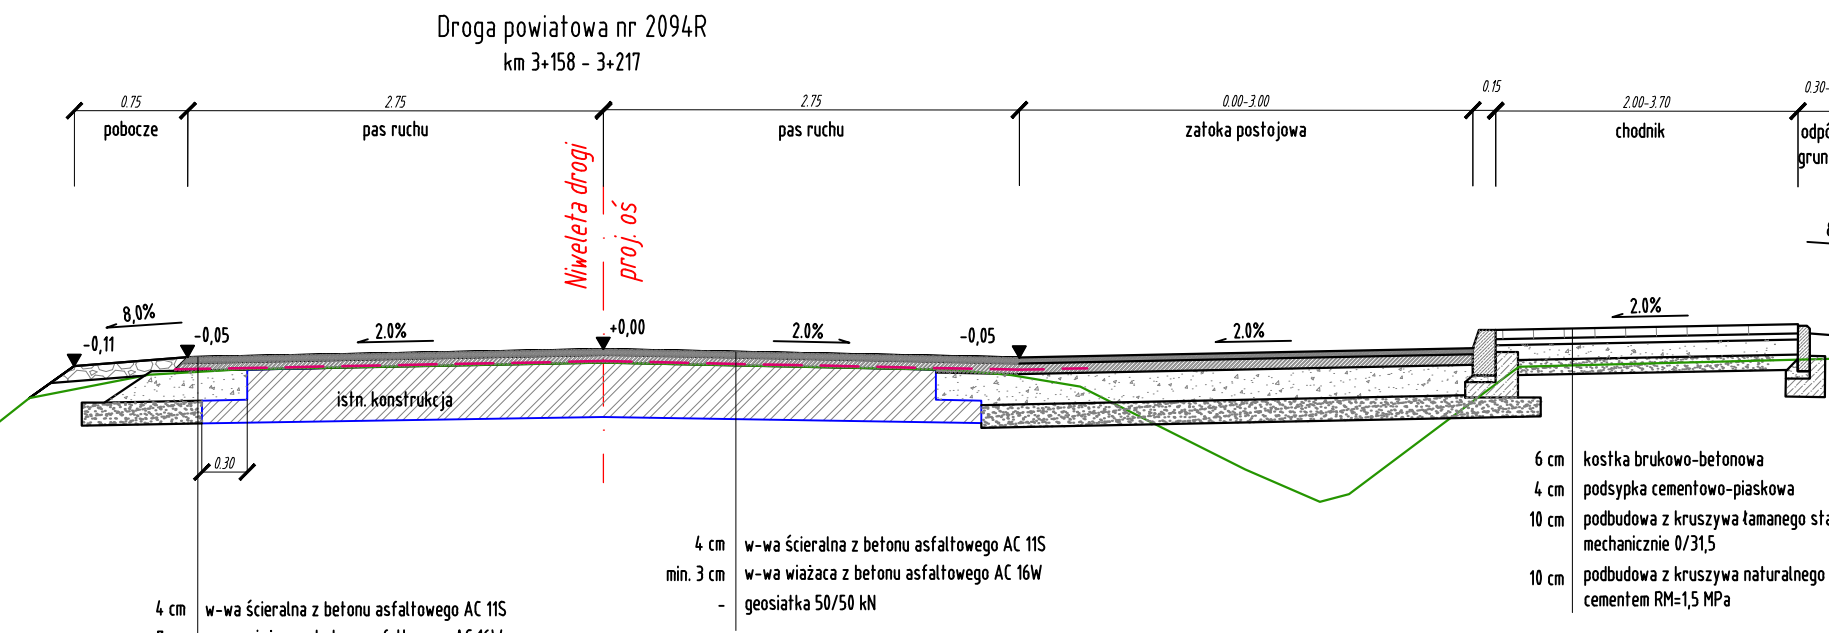 Droga powiatowa nr 2094R
km 3+158 - 3+217
0.75
2.75
2.75
0.00-3.00
0.15
2.00-3.70
0.30-
pobocze
pas ruchu
pas ruchu
zatoka postojowa
chodnik
Niweleta drogi
proj. oś
8,0%
-0,11
-0,05
2.0%
+0,00
2.0%
-0,05
2.0%
2.0%
istn. konstrukcja
0.30
6 cm kostka brukowo-betonowa
4 cm podsypka cementowo-piaskowa
10 cm podbudowa z kruszywa łamanego
mechanicznie 0/31,5
10 cm podbudowa z kruszywa naturalnego
cementem RM=1,5 MPa
4 cm w-wa ścieralna z betonu asfaltowego AC 11S
min. 3 cm w-wa wiażaca z betonu asfaltowego AC 16W
- geosiatka 50/50 kN
4 cm w-wa ścieralna z betonu asfaltowego AC 11S